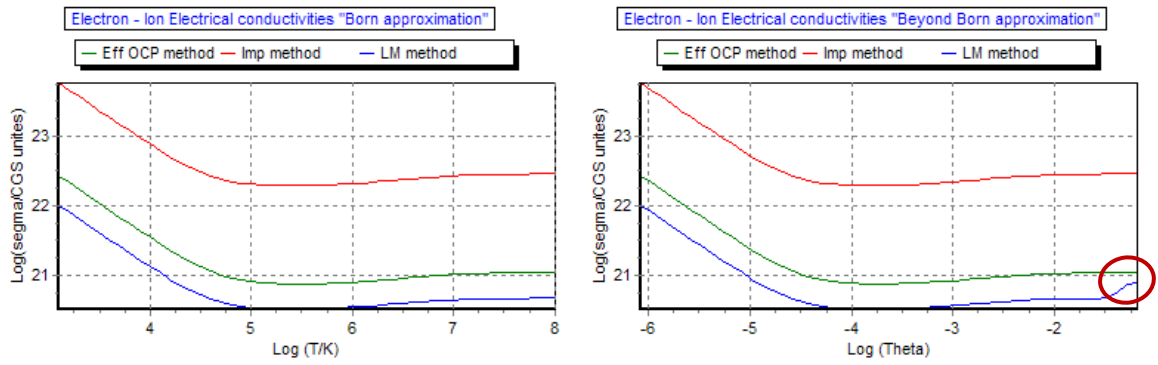 Electron - Ion Electrical conductivities "Born approximation"
Eff OCP method Imp method LM method
Log(segma/CGS unites)
23
22
21
4 5 6 7 8
Log (T/K)
Electron - Ion Electrical conductivities "Beyond Born approximation"
Eff OCP method Imp method LM method
Log(segma/CGS unites)
23
22
21
-6 -5 -4 -3 -2
Log (Theta)